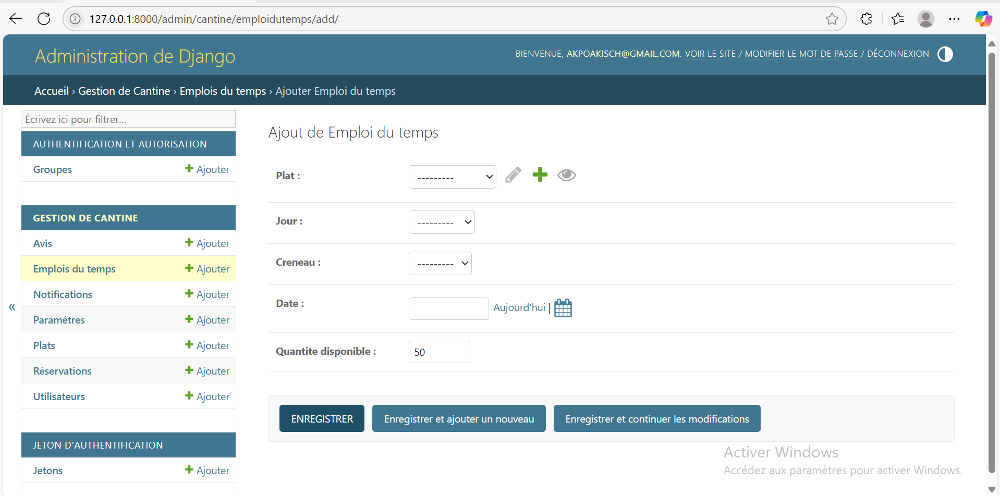 127.0.0.1:8000/admin/cantine/emploidutemps/add/
Administration de Django
BIENVENUE, AKPOAKISCH@GMAIL.COM. VOIR LE SITE / MODIFIER LE MOT DE PASSE / DÉCONNEXION
Accueil › Gestion de Cantine › Emplois du temps › Ajouter Emploi du temps
Écrivez ici pour filtrer…
AUTHENTIFICATION ET AUTORISATION
Groupes Ajouter
GESTION DE CANTINE
Avis Ajouter
Emplois du temps Ajouter
Notifications Ajouter
Paramètres Ajouter
Plats Ajouter
Réservations Ajouter
Utilisateurs Ajouter
JETON D'AUTHENTIFICATION
Jetons Ajouter
«
Ajout de Emploi du temps
Plat : ---------
Jour : ---------
Creneau : ---------
Date : Aujourd'hui |
Quantite disponible : 50
ENREGISTRER Enregistrer et ajouter un nouveau Enregistrer et continuer les modifications
Activer Windows
Accédez aux paramètres pour activer Windows.